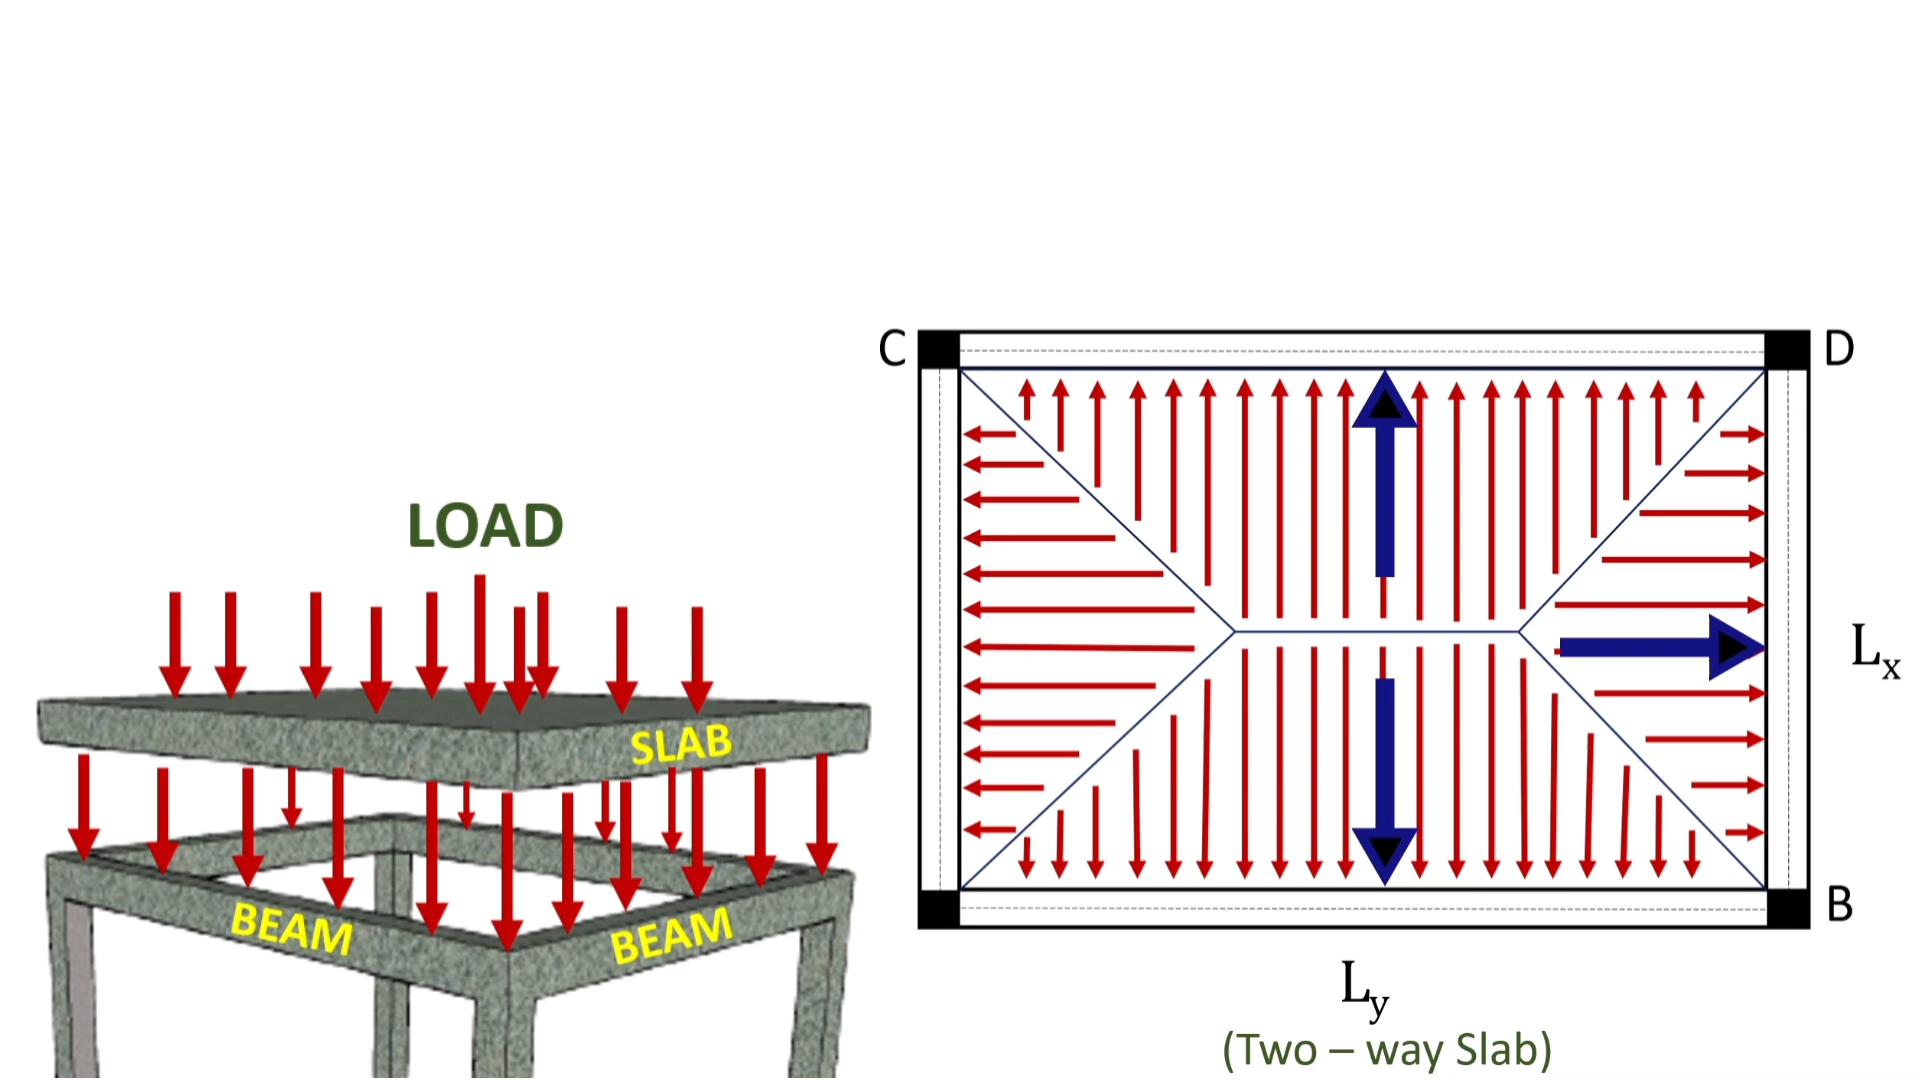 LOAD
SLAB
BEAM
BEAM
C
D
Lx
B
Ly
(Two – way Slab)